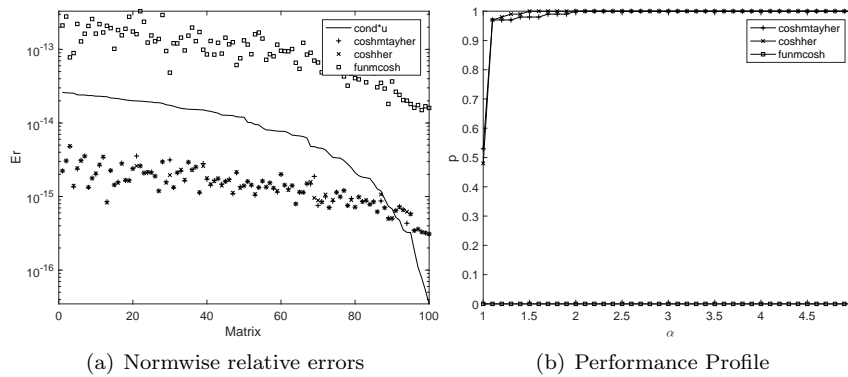 10^-13
10^-14
10^-15
10^-16
Er
0 20 40 60 80 100
Matrix
cond*u
coshmtayher
coshher
funmcosh
(a) Normwise relative errors
1
0.9
0.8
0.7
0.6
0.5
0.4
0.3
0.2
0.1
0
p
1 1.5 2 2.5 3 3.5 4 4.5
α
coshmtayher
coshher
funmcosh
(b) Performance Profile